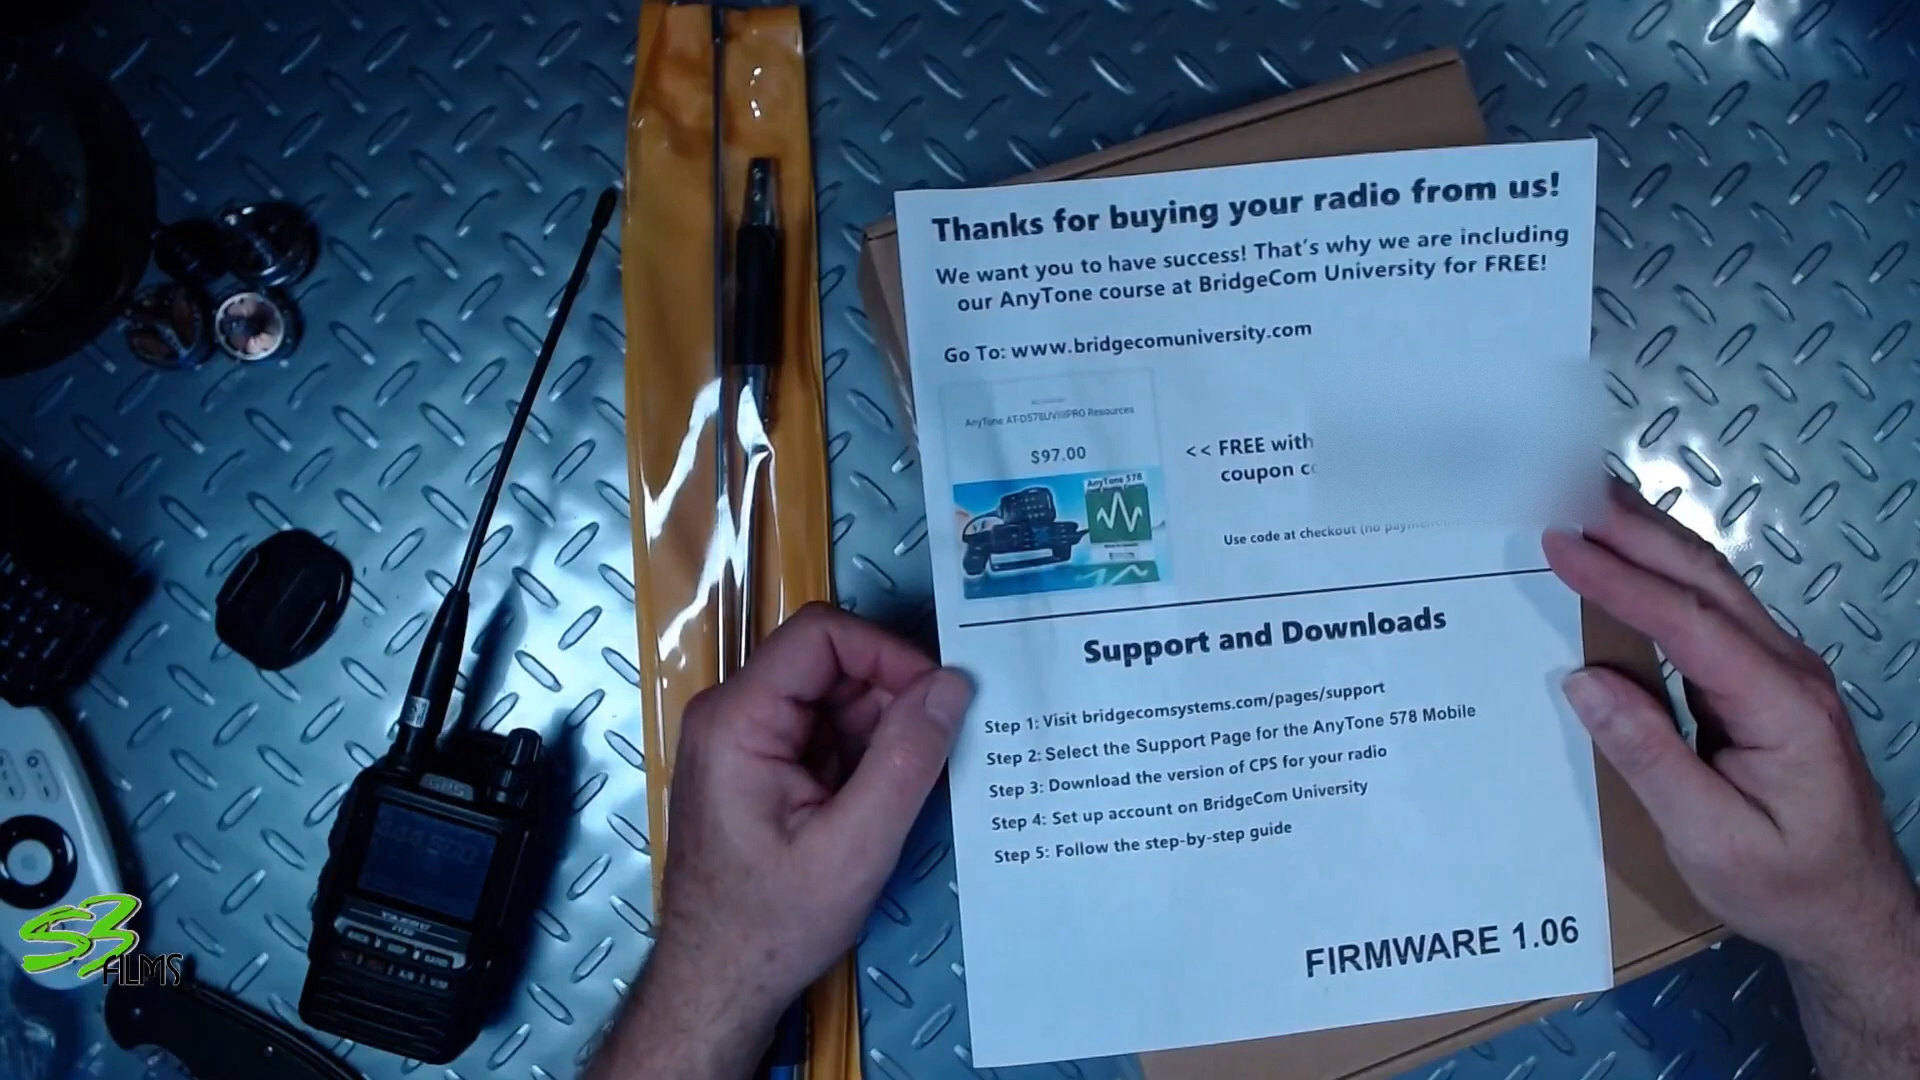 Thanks for buying your radio from us!
We want you to have success! That's why we are including
our AnyTone course at BridgeCom University for FREE!
Go To: www.bridgecomuniversity.com
AnyTone AT-D578UVIIIPRO Resources
$97.00
AnyTone 578
<< FREE with
coupon
Use code at checkout (no
Support and Downloads
Step 1: Visit bridgecomsystems.com/pages/support
Step 2: Select the Support Page for the AnyTone 578 Mobile
Step 3: Download the version of CPS for your radio
Step 4: Set up account on BridgeCom University
Step 5: Follow the step-by-step guide
FIRMWARE 1.06
YAESU
S3
FILMS